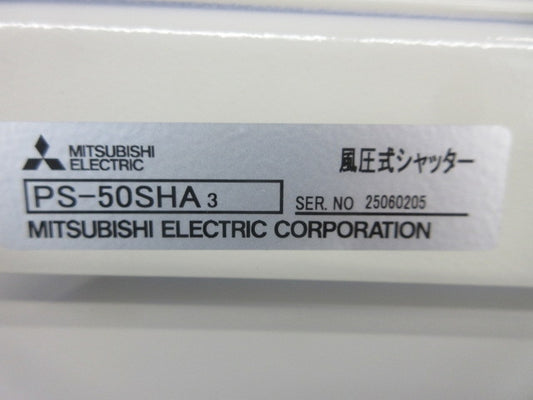 MITSUBISHI
ELECTRIC
風圧式シャッター
PS-50SHA 3
SER. NO 25060205
MITSUBISHI ELECTRIC CORPORATION